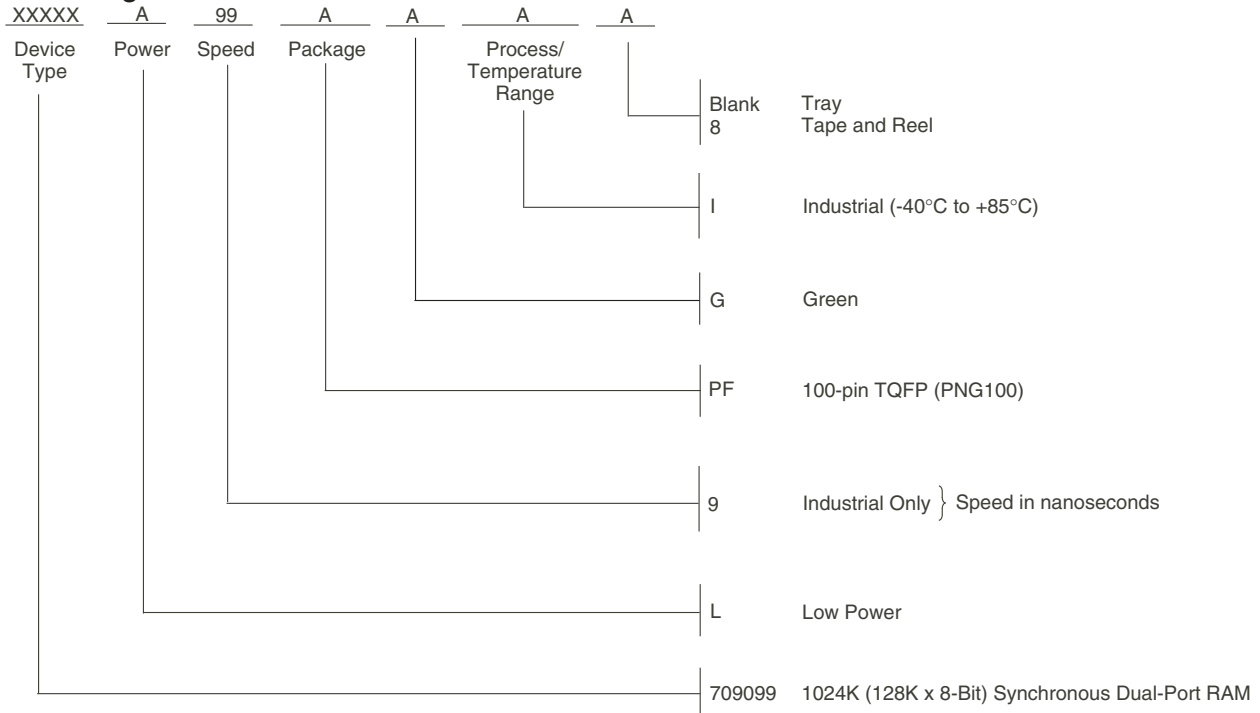 XXXXX A 99 A A A A
Device Type Power Speed Package Process/ Temperature Range
Blank Tray
8 Tape and Reel
I Industrial (-40°C to +85°C)
G Green
PF 100-pin TQFP (PNG100)
9 Industrial Only } Speed in nanoseconds
L Low Power
709099 1024K (128K x 8-Bit) Synchronous Dual-Port RAM